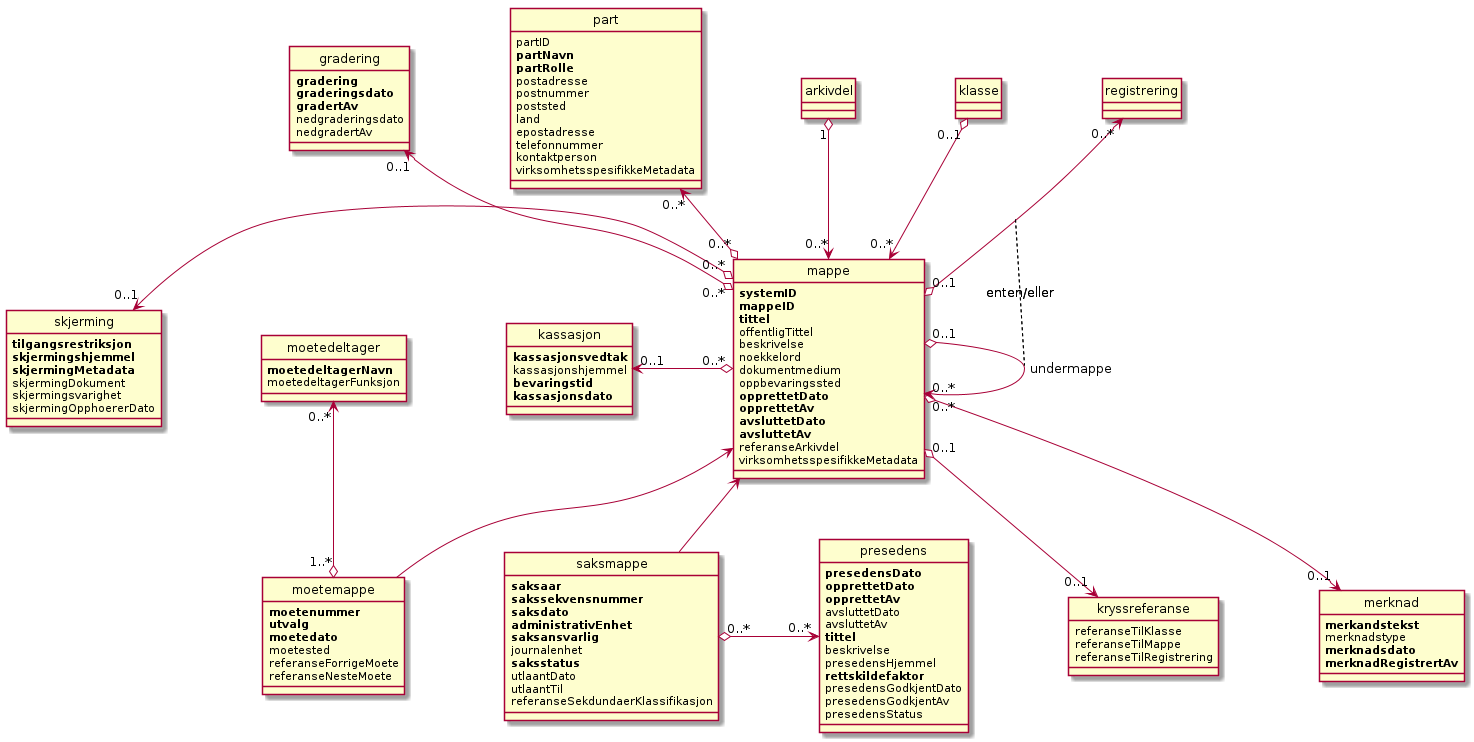 part
partID
partNavn
partRolle
postadresse
postnummer
poststed
land
epostadresse
telefonnummer
kontaktperson
virksomhetsspesifikkeMetadata
gradering
gradering
graderingsdato
gradertAv
nedgraderingsdato
nedgradertAv
arkivdel
klasse
registrering
1
0..1
0..*
0..1
0..*
0..*
0..*
0..*
0..*
0..*
0..1
mappe
systemID
mappeID
tittel
offentligTittel
beskrivelse
noekkelord
dokumentmedium
oppbevaringssted
opprettetDato
opprettetAv
avsluttetDato
avsluttetAv
referanseArkivdel
virksomhetsspesifikkeMetadata
0..1
enten/eller
0..1
undermappe
0..*
0..*
0..1
skjerming
tilgangsrestriksjon
skjermingshjemmel
skjermingMetadata
skjermingDokument
skjermingsvarighet
skjermingOpphoererDato
moetedeltager
moetedeltagerNavn
moetedeltagerFunksjon
0..*
kassasjon
kassasjonsvedtak
kassasjonshjemmel
bevaringstid
kassasjonsdato
0..1
0..*
1..*
moetemappe
moetenummer
utvalg
moetedato
moetested
referanseForrigeMoete
referanseNesteMoete
saksmappe
saksaar
sakssekvensnummer
saksdato
administrativEnhet
saksansvarlig
journalenhet
saksstatus
utlaantDato
utlaantTil
referanseSekdundaerKlassifikasjon
0..*
0..*
presedens
presedensDato
opprettetDato
opprettetAv
avsluttetDato
avsluttetAv
tittel
beskrivelse
presedensHjemmel
rettskildefaktor
presedensGodkjentDato
presedensGodkjentAv
presedensStatus
0..1
kryssreferanse
referanseTilKlasse
referanseTilMappe
referanseTilRegistrering
0..1
merknad
merkandstekst
merknadstype
merknadsdato
merknadRegistrertAv